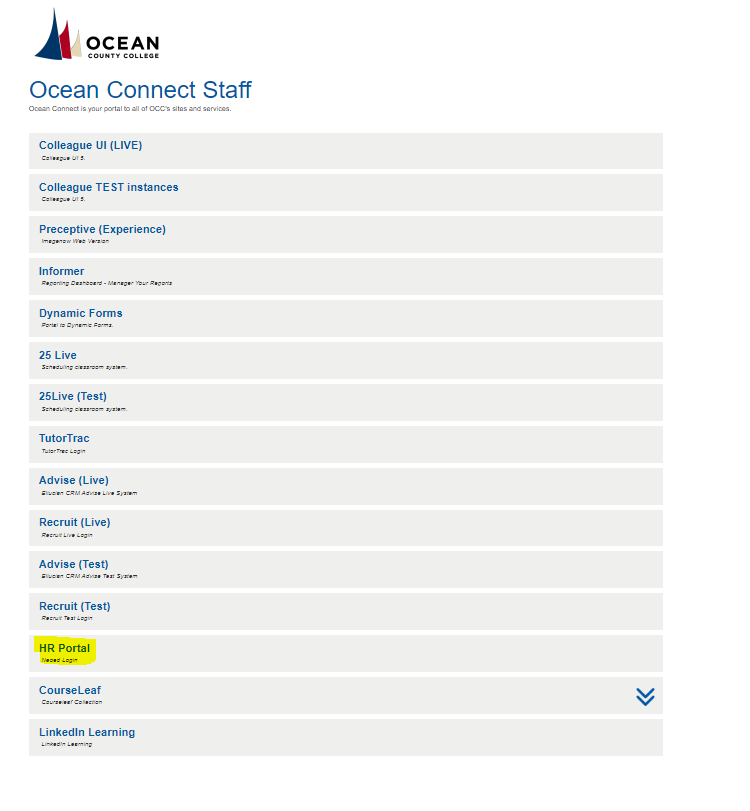 OCEAN
COUNTY COLLEGE
Ocean Connect Staff
Ocean Connect is your portal to all of OCC's sites and services.
Colleague UI (LIVE)
Colleague UI 5.
Colleague TEST instances
Colleague UI 5.
Preceptive (Experience)
Imagenow Web Version
Informer
Reporting Dashboard - Manager Your Reports
Dynamic Forms
Portal to Dynamic Forms.
25 Live
Scheduling classroom system.
25Live (Test)
Scheduling classroom system.
TutorTrac
TutorTrac Login
Advise (Live)
Ellucian CRM Advise Live System
Recruit (Live)
Recruit Live Login
Advise (Test)
Ellucian CRM Advise Test System
Recruit (Test)
Recruit Test Login
HR Portal
Neoed Login
CourseLeaf
Courseleaf Collection
LinkedIn Learning
LinkedIn Learning